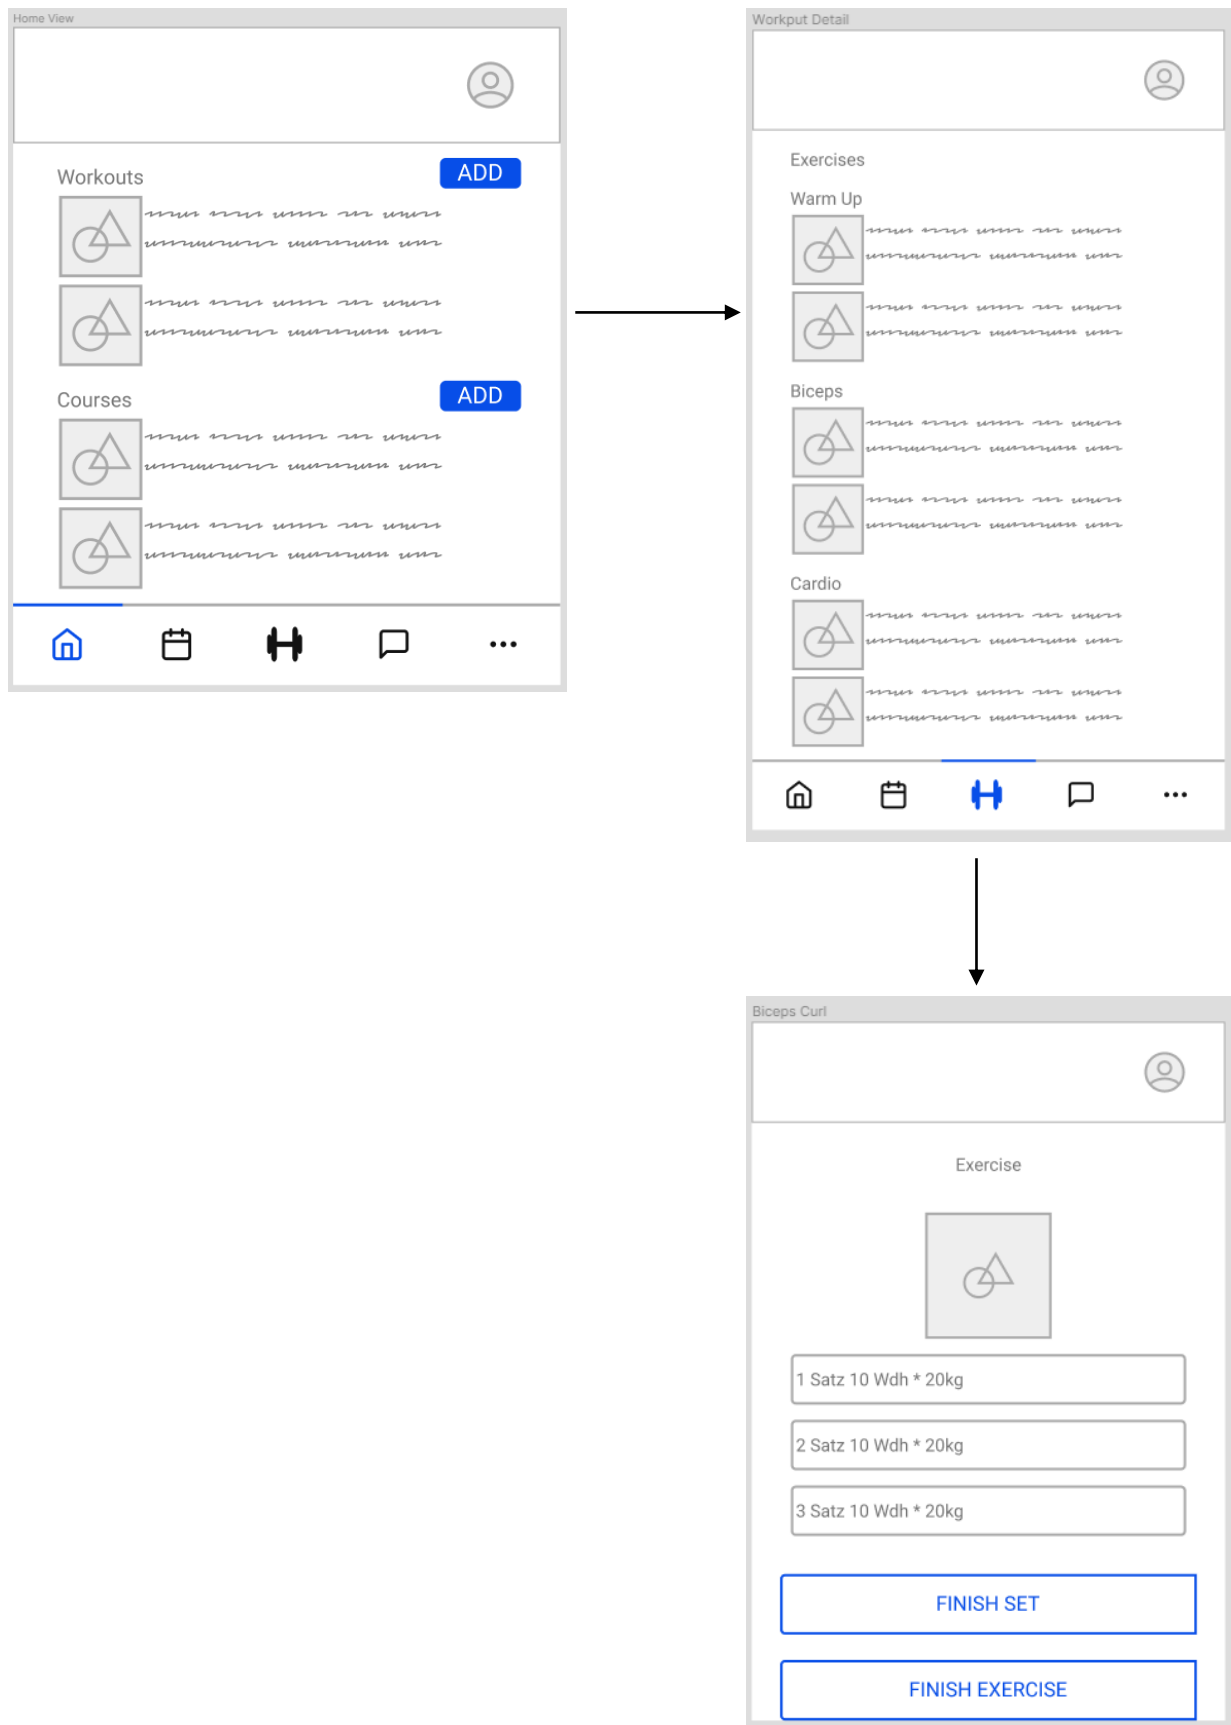 Home View
Workouts
ADD
Courses
ADD
Workput Detail
Exercises
Warm Up
Biceps
Cardio
Biceps Curl
Exercise
1 Satz 10 Wdh * 20kg
2 Satz 10 Wdh * 20kg
3 Satz 10 Wdh * 20kg
FINISH SET
FINISH EXERCISE